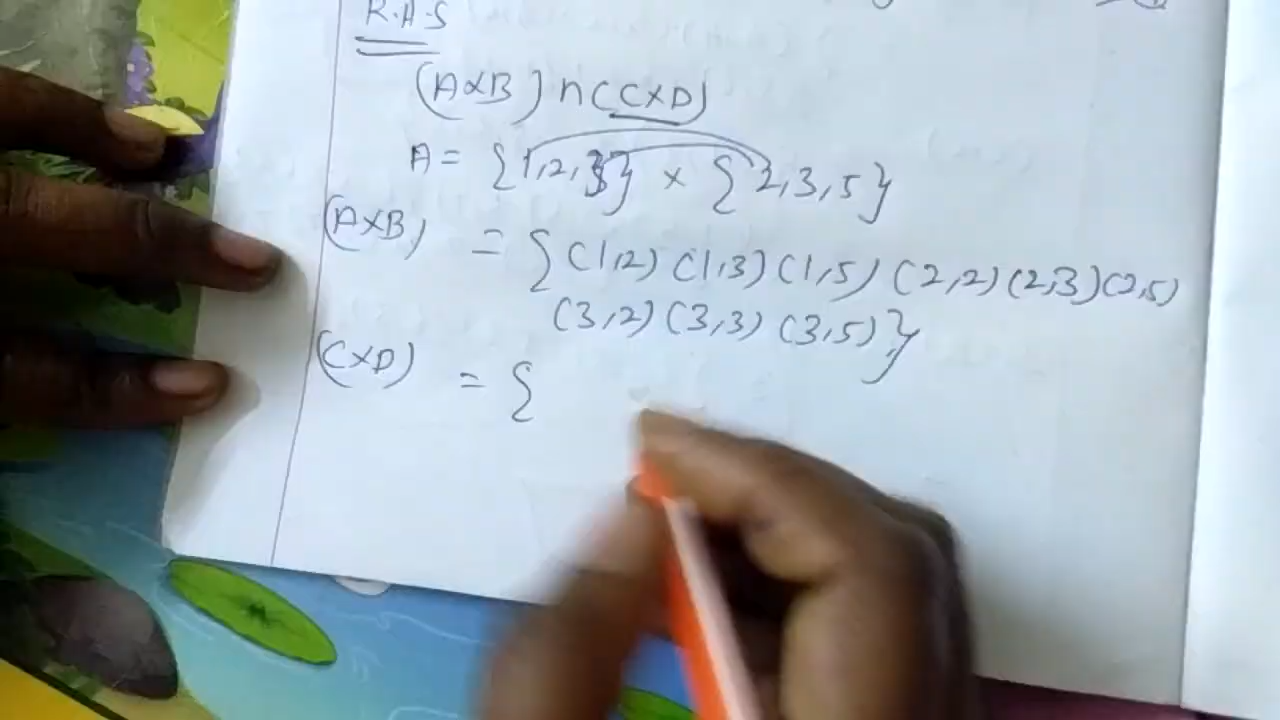 R.H.S
(A×B) n (C×D)
A = {1,2,3} × {2,3,5}
(A×B) = {(1,2) (1,3) (1,5) (2,2) (2,3) (2,5)
(3,2) (3,3) (3,5)}
(C×D) = {